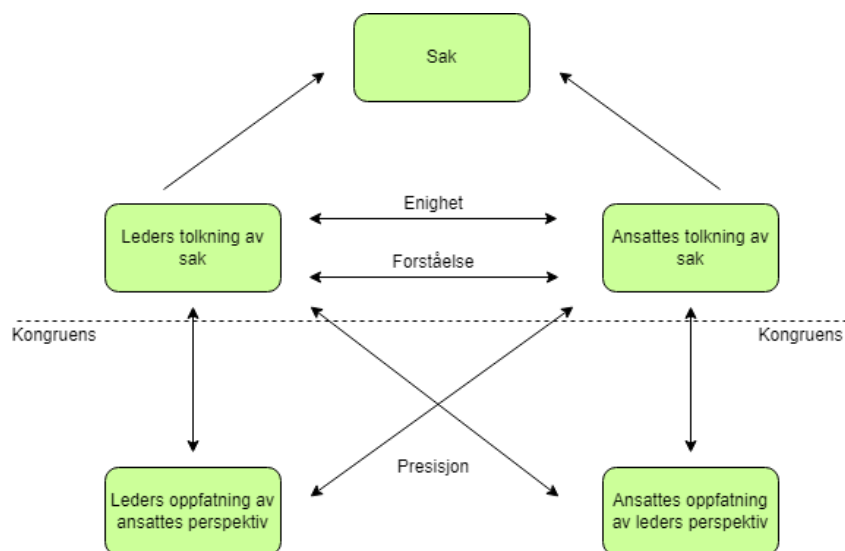 Sak
Enighet
Leders tolkning av
sak
Ansattes tolkning av
sak
Forståelse
Kongruens
Kongruens
Presisjon
Leders oppfatning av
ansattes perspektiv
Ansattes oppfatning
av leders perspektiv